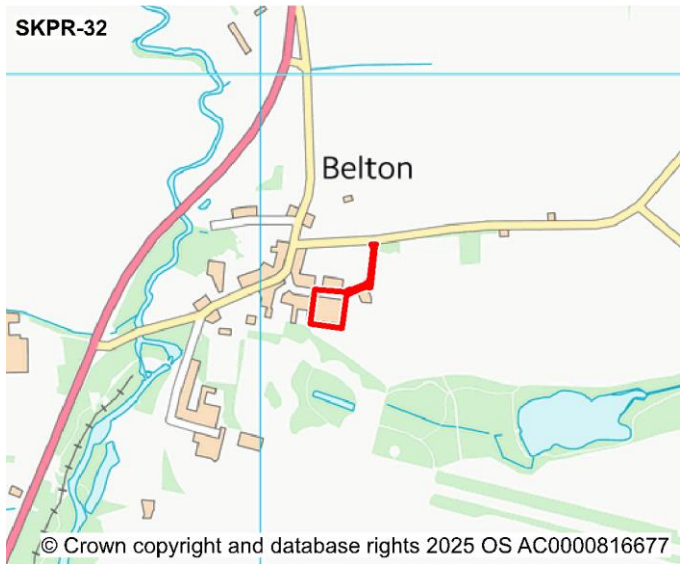 SKPR-32
Belton
© Crown copyright and database rights 2025 OS AC0000816677